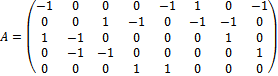 −1 0 0 0 −1 1 0 −1
0 0 1 −1 0 −1 −1 0
A = 1 −1 0 0 0 0 1 0
0 −1 −1 0 0 0 0 1
0 0 0 1 1 0 0 0